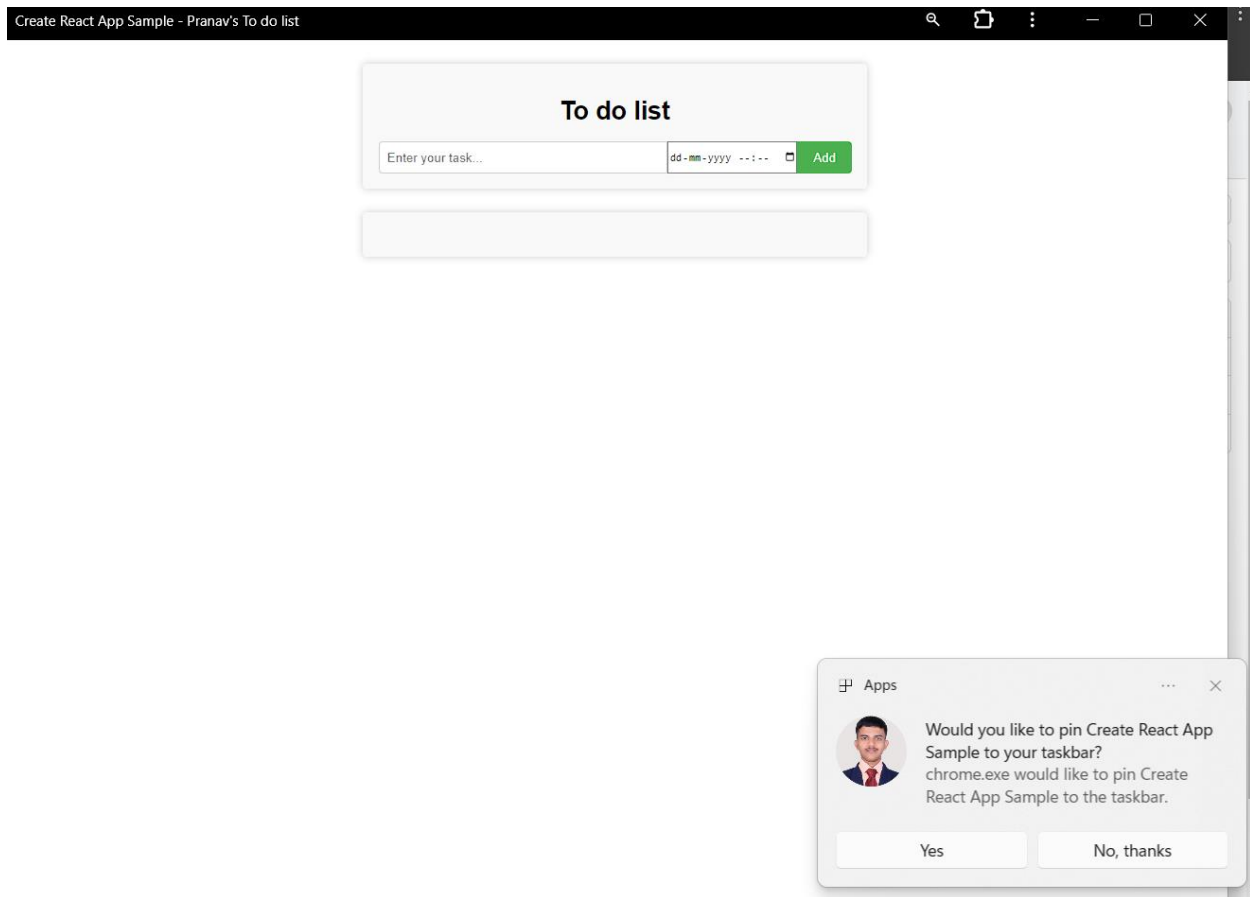 Create React App Sample - Pranav's To do list
To do list
Enter your task...
dd-mm-yyyy --:--
Add
Apps
Would you like to pin Create React App
Sample to your taskbar?
chrome.exe would like to pin Create
React App Sample to the taskbar.
Yes
No, thanks